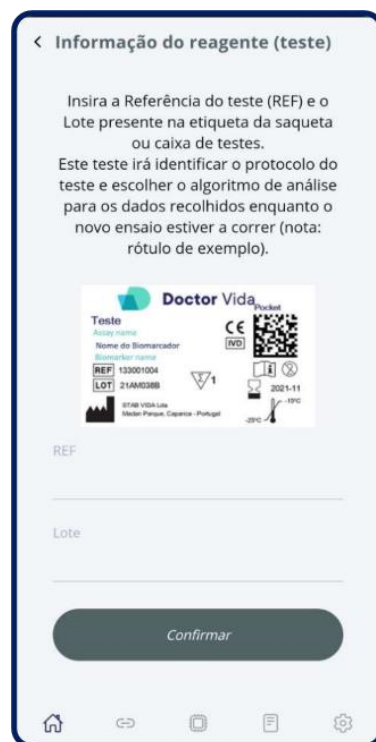 Informação do reagente (teste)
Insira a Referência do teste (REF) e o
Lote presente na etiqueta da saqueta
ou caixa de testes.
Este teste irá identificar o protocolo do
teste e escolher o algoritmo de análise
para os dados recolhidos enquanto o
novo ensaio estiver a correr (nota:
rótulo de exemplo).
Doctor Vida
Pocket
Teste
Assay name
Nome do Biomarcador
Biomarker name
CE
IVD
REF 133001004
LOT 21AM038B
Σ 1
2021-11
STAB VIDA Lda.
Madan Parque, Caparica - Portugal
-25ºC
-15ºC
REF
Lote
Confirmar